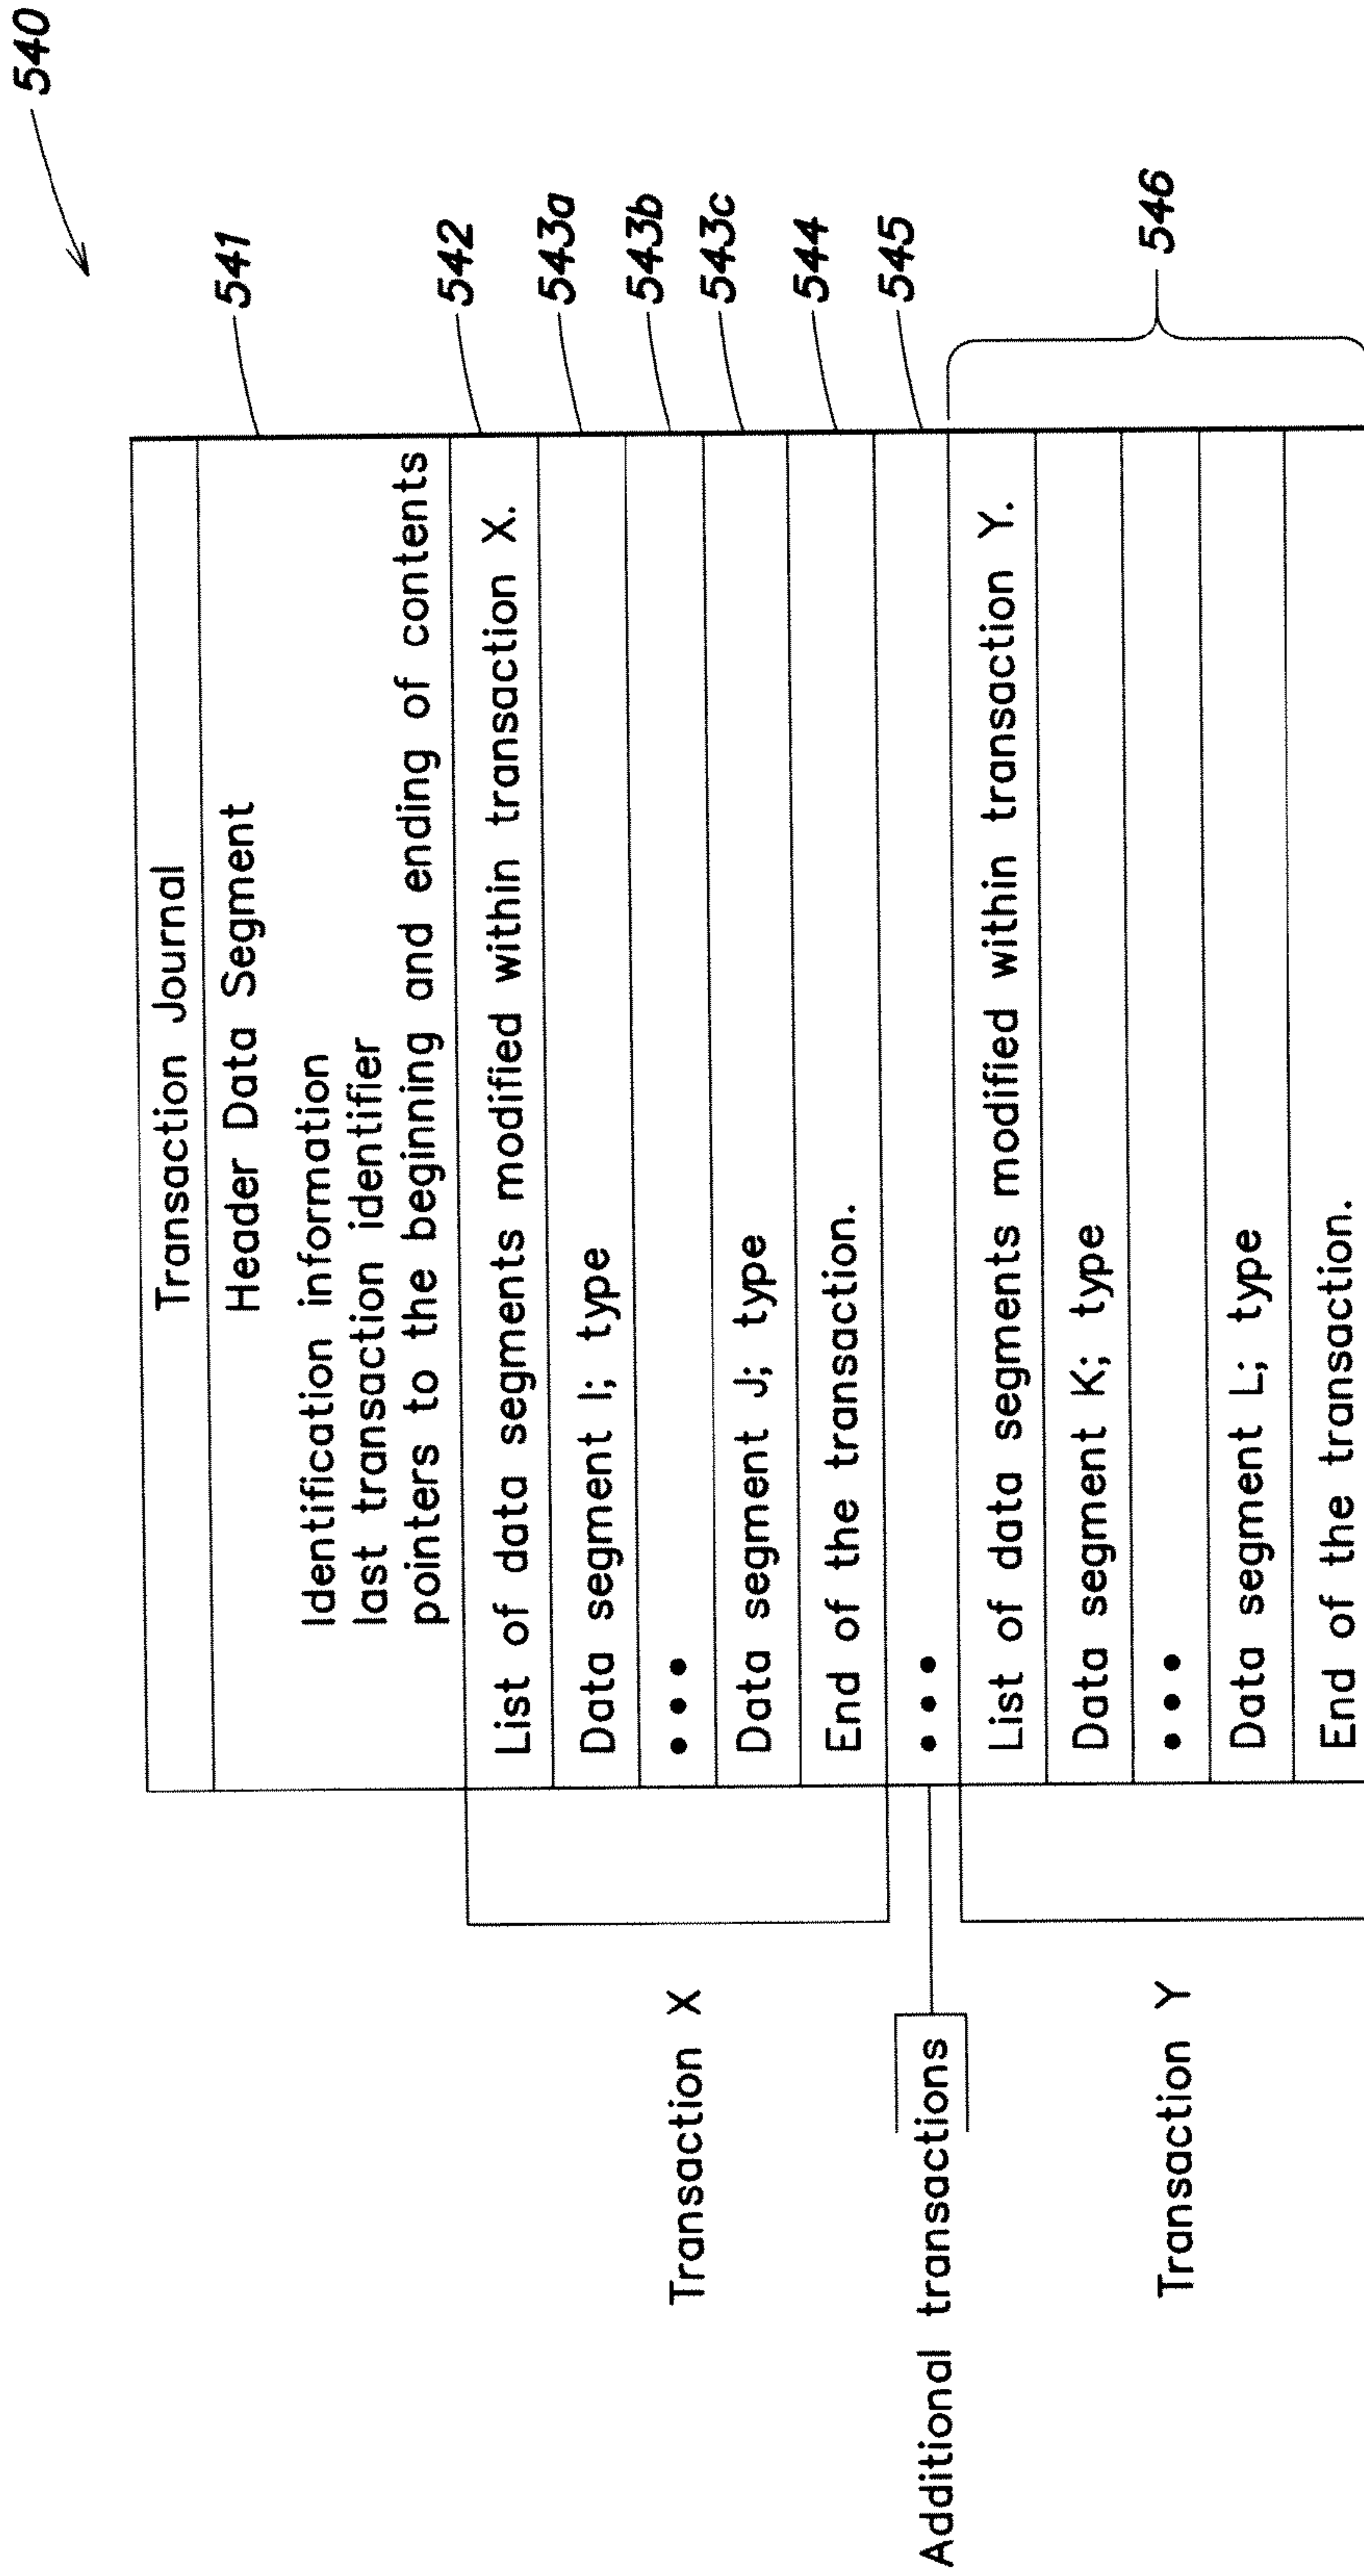 540
Transaction Journal
Header Data Segment
541
Identification information
last transaction identifier
pointers to the beginning and ending of contents
List of data segments modified within transaction X.
542
Data segment I; type
543a
•••
543b
Transaction X
Data segment J; type
543c
End of the transaction.
544
Additional transactions
•••
545
List of data segments modified within transaction Y.
Data segment K; type
•••
Transaction Y
546
Data segment L; type
End of the transaction.